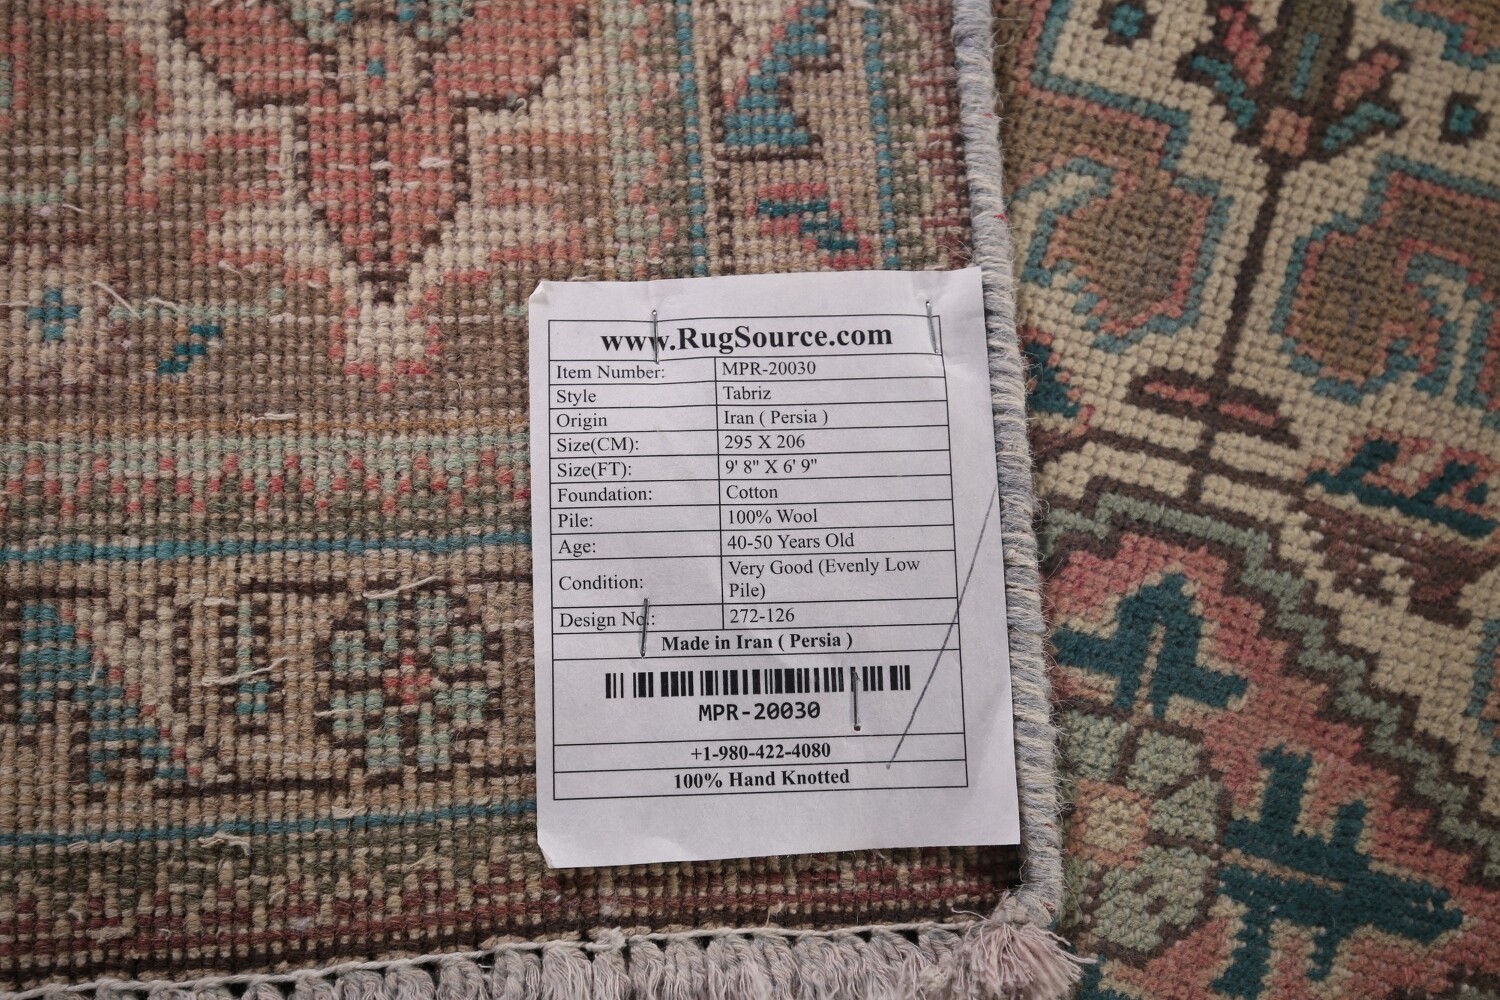 www.RugSource.com
Item Number: MPR-20030
Style Tabriz
Origin Iran ( Persia )
Size(CM): 295 X 206
Size(FT): 9' 8" X 6' 9"
Foundation: Cotton
Pile: 100% Wool
Age: 40-50 Years Old
Condition: Very Good (Evenly Low
Pile)
Design No.: 272-126
Made in Iran ( Persia )
MPR-20030
+1-980-422-4080
100% Hand Knotted